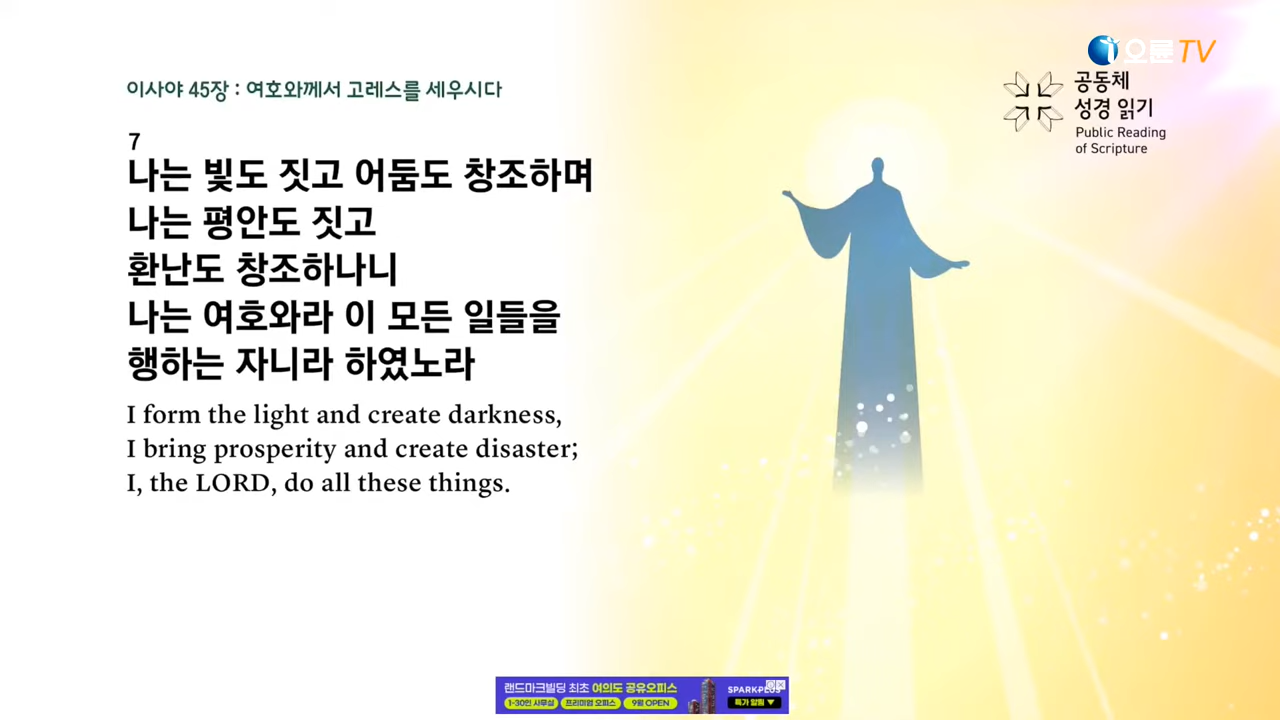 오륜TV
이사야 45장 : 여호와께서 고레스를 세우시다
공동체
성경 읽기
Public Reading
of Scripture
7
나는 빛도 짓고 어둠도 창조하며
나는 평안도 짓고
환난도 창조하나니
나는 여호와라 이 모든 일들을
행하는 자니라 하였노라
I form the light and create darkness,
I bring prosperity and create disaster;
I, the LORD, do all these things.
랜드마크빌딩 최초 여의도 공유오피스
SPARKPLUS
1-30인 사무실 프리미엄 오피스 9월 OPEN
특가 알림 ▼